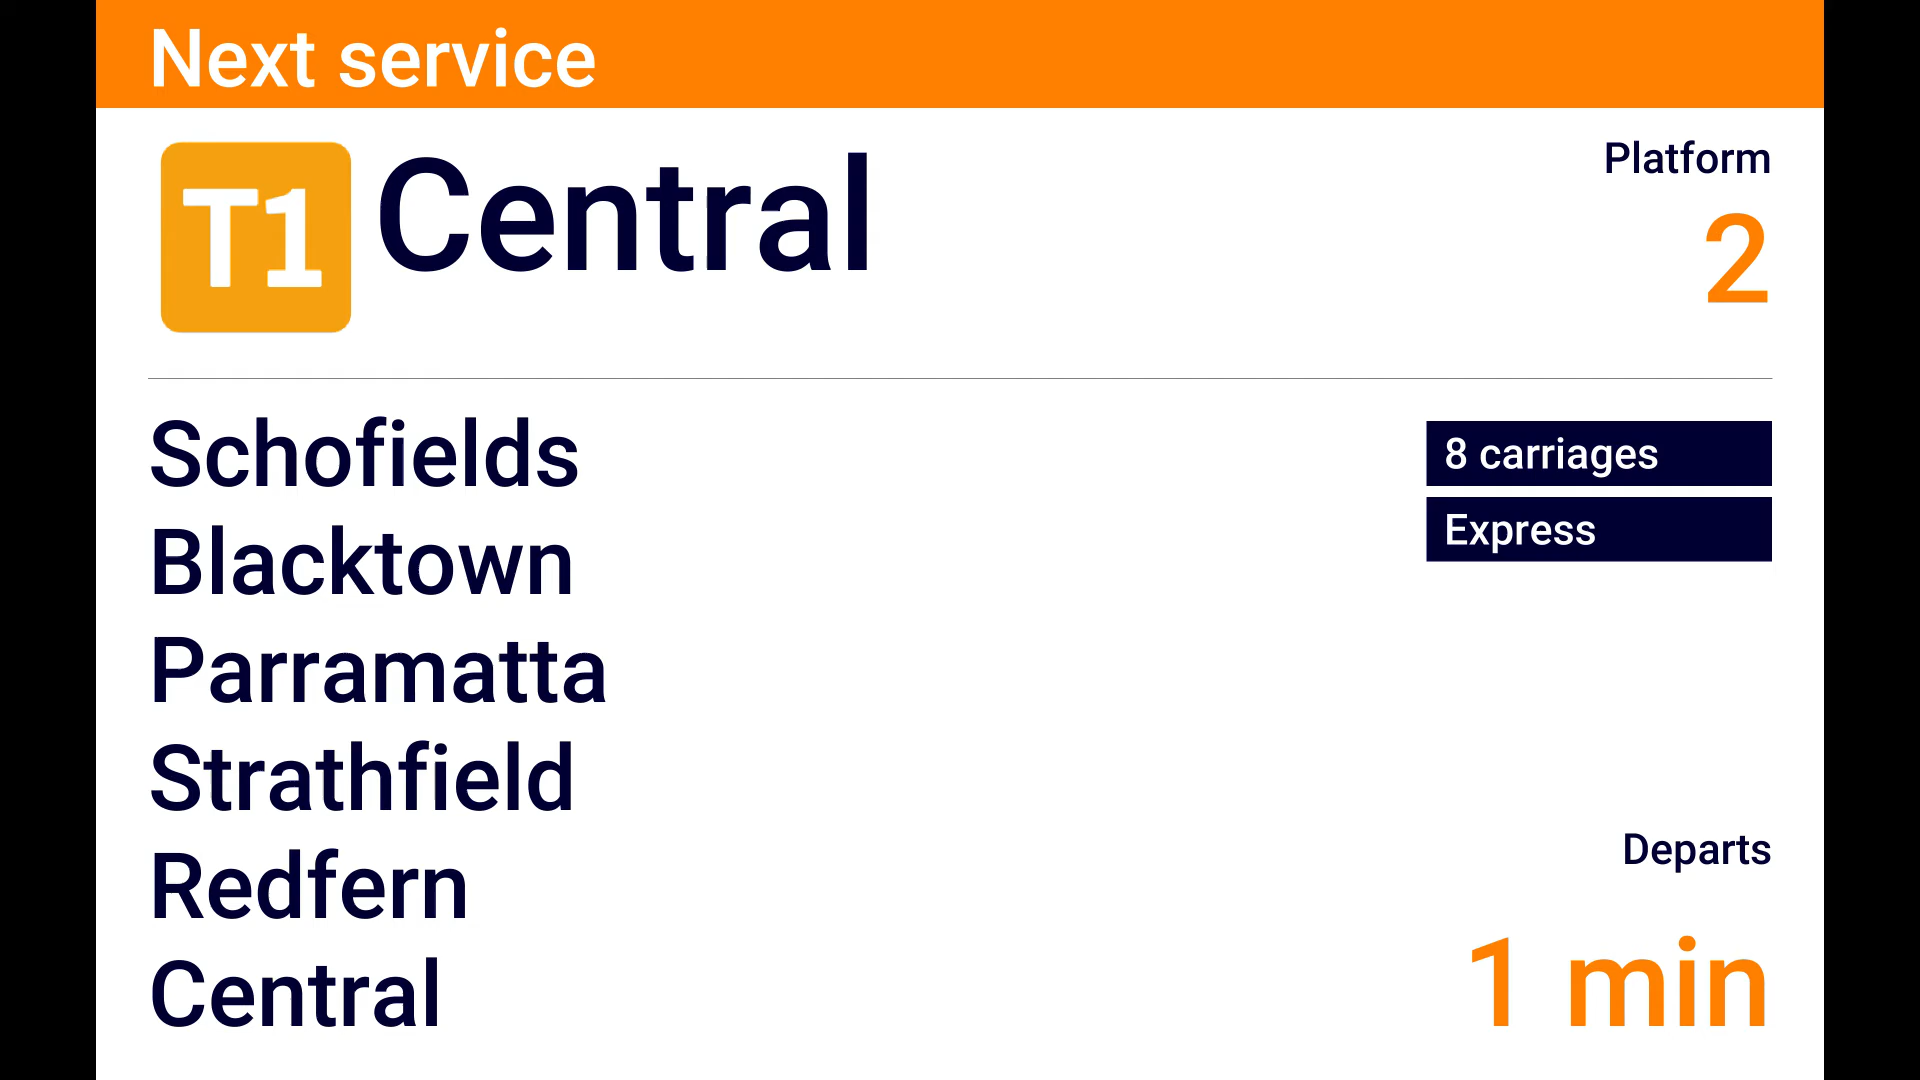 Next service
T1 Central
Platform
2
Schofields
Blacktown
Parramatta
Strathfield
Redfern
Central
8 carriages
Express
Departs
1 min